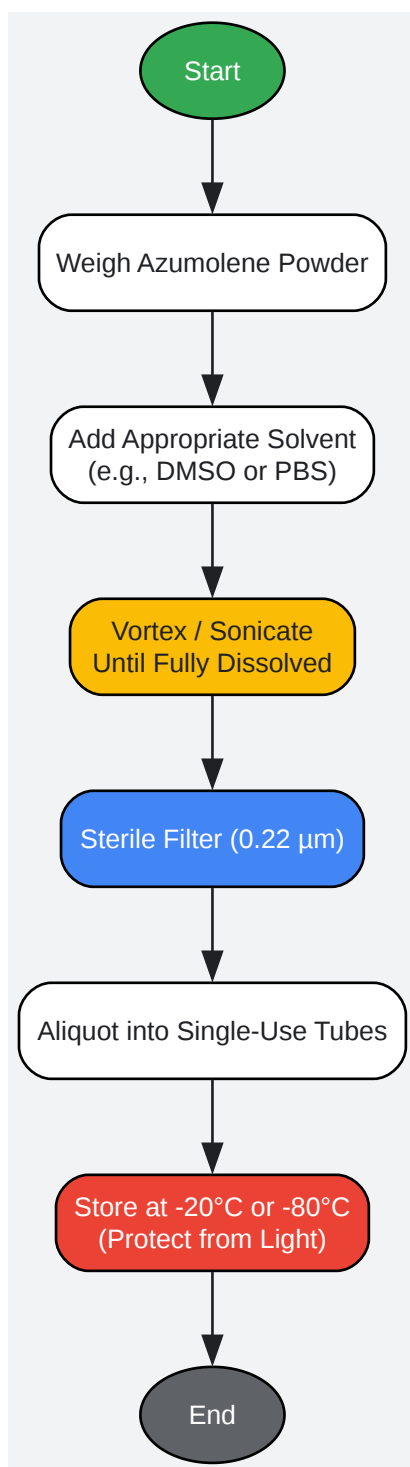 Start
Weigh Azumolene Powder
Add Appropriate Solvent
(e.g., DMSO or PBS)
Vortex / Sonicate
Until Fully Dissolved
Sterile Filter (0.22 µm)
Aliquot into Single-Use Tubes
Store at -20°C or -80°C
(Protect from Light)
End